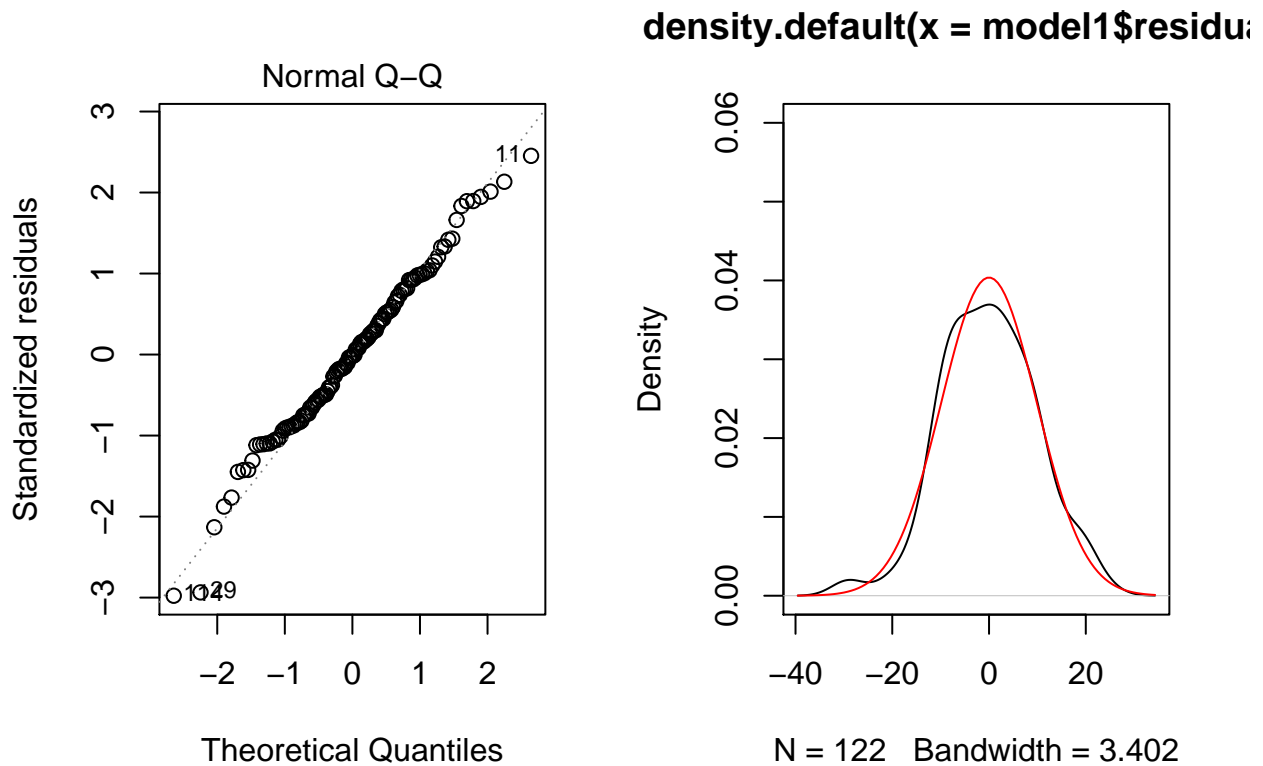 density.default(x = model1$residua
Normal Q−Q
Standardized residuals
3
2
1
0
−1
−2
−3
11
114
29
−2 −1 0 1 2
Theoretical Quantiles
Density
0.06
0.04
0.02
0.00
−40 −20 0 20
N = 122 Bandwidth = 3.402